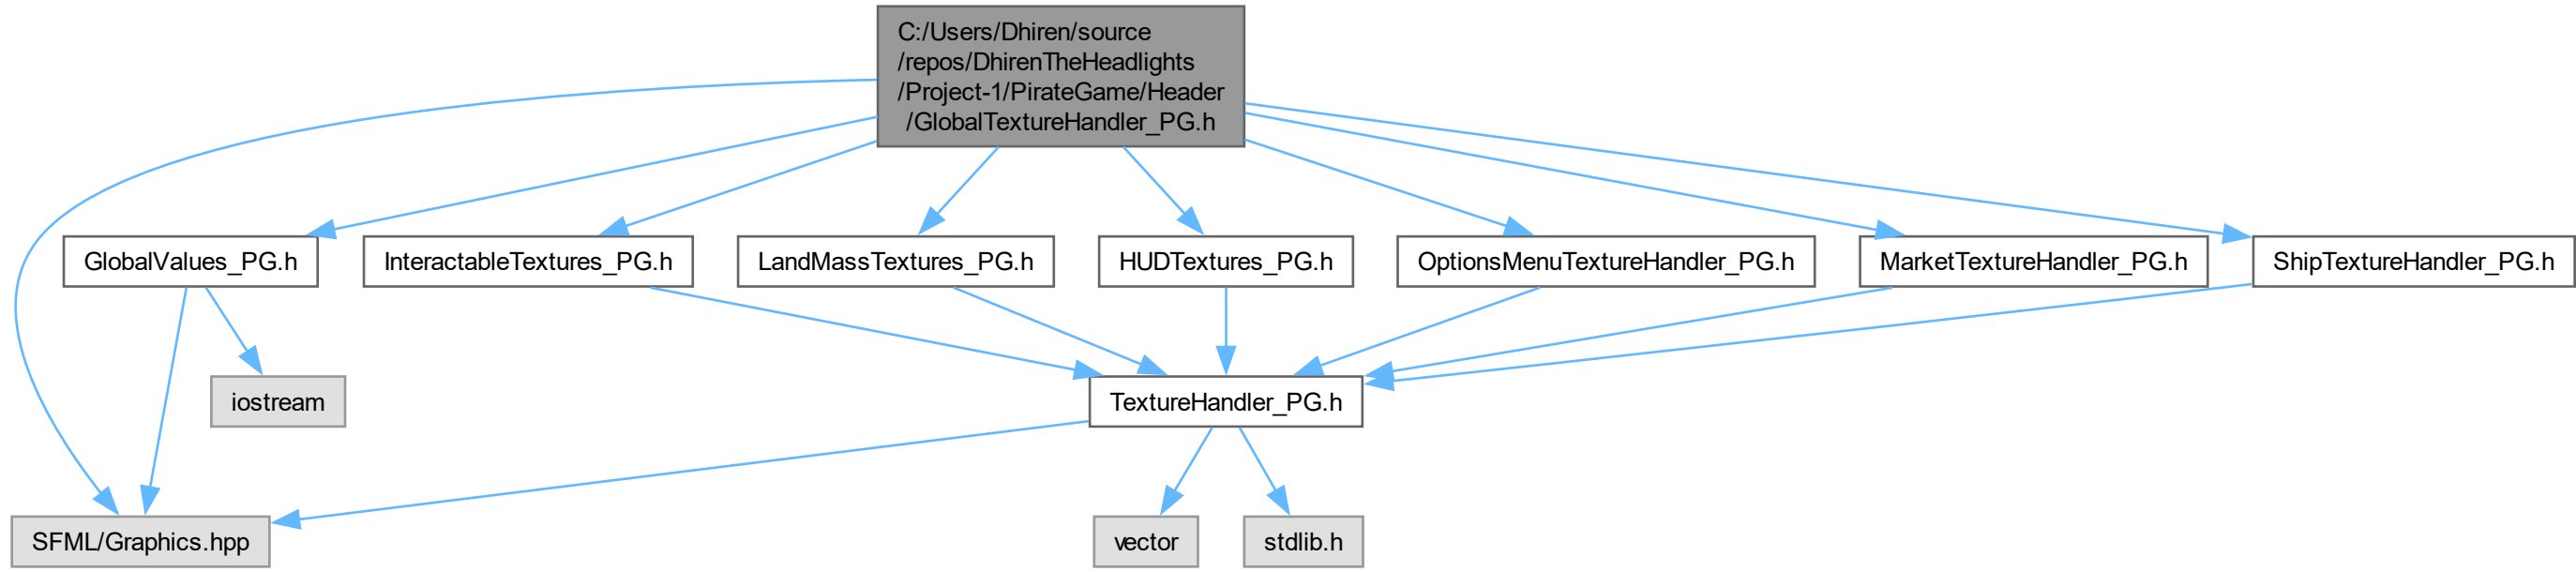 C:/Users/Dhiren/source
/repos/DhirenTheHeadlights
/Project-1/PirateGame/Header
/GlobalTextureHandler_PG.h
GlobalValues_PG.h
InteractableTextures_PG.h
LandMassTextures_PG.h
HUDTextures_PG.h
OptionsMenuTextureHandler_PG.h
MarketTextureHandler_PG.h
ShipTextureHandler_PG.h
iostream
TextureHandler_PG.h
SFML/Graphics.hpp
vector
stdlib.h